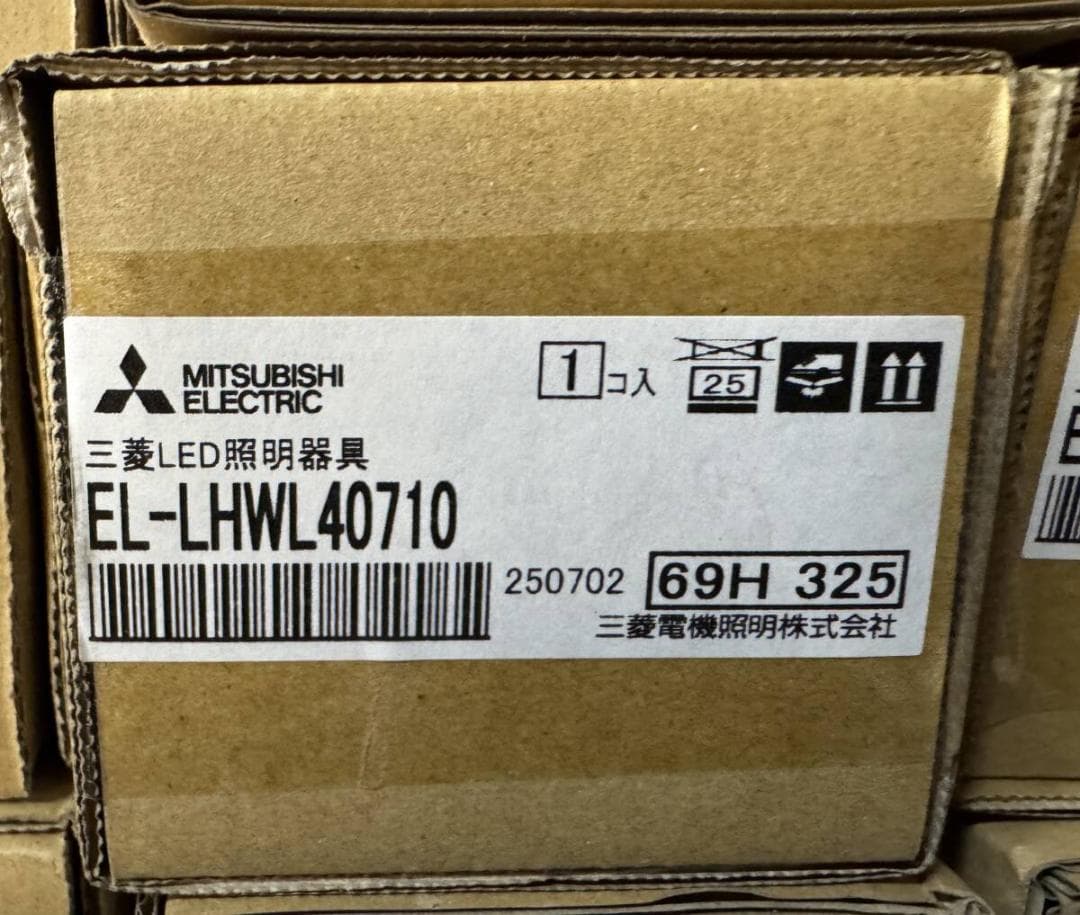 MITSUBISHI
ELECTRIC
1コ入
25
三菱LED照明器具
EL-LHWL40710
250702
69H 325
三菱電機照明株式会社
E